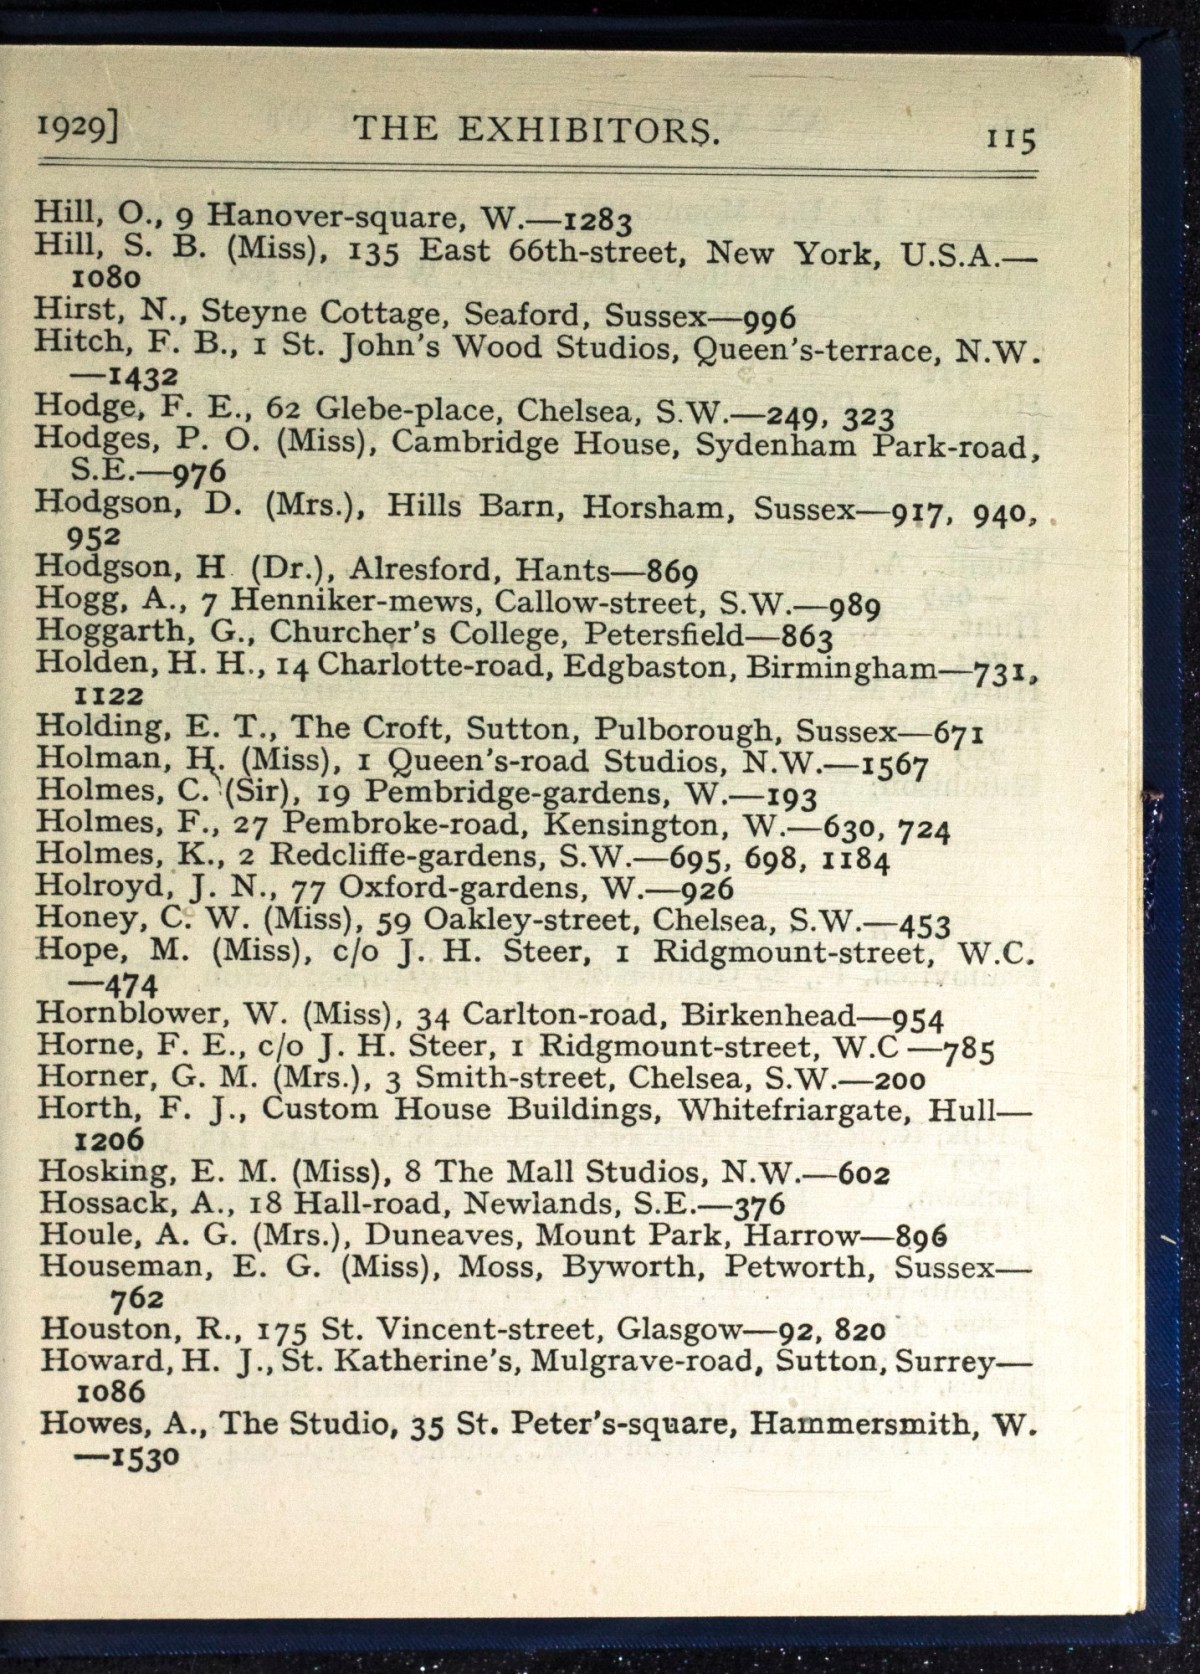 1929] THE EXHIBITORS. 115
Hill, O., 9 Hanover-square, W.—1283
Hill, S. B. (Miss), 135 East 66th-street, New York, U.S.A.—
1080
Hirst, N., Steyne Cottage, Seaford, Sussex—996
Hitch, F. B., 1 St. John's Wood Studios, Queen's-terrace, N.W.
—1432
Hodge, F. E., 62 Glebe-place, Chelsea, S.W.—249, 323
Hodges, P. O. (Miss), Cambridge House, Sydenham Park-road,
S.E.—976
Hodgson, D. (Mrs.), Hills Barn, Horsham, Sussex—917, 940,
952
Hodgson, H (Dr.), Alresford, Hants—869
Hogg, A., 7 Henniker-mews, Callow-street, S.W.—989
Hoggarth, G., Churcher's College, Petersfield—863
Holden, H. H., 14 Charlotte-road, Edgbaston, Birmingham—731,
1122
Holding, E. T., The Croft, Sutton, Pulborough, Sussex—671
Holman, H. (Miss), 1 Queen's-road Studios, N.W.—1567
Holmes, C. (Sir), 19 Pembridge-gardens, W.—193
Holmes, F., 27 Pembroke-road, Kensington, W.—630, 724
Holmes, K., 2 Redcliffe-gardens, S.W.—695, 698, 1184
Holroyd, J. N., 77 Oxford-gardens, W.—926
Honey, C. W. (Miss), 59 Oakley-street, Chelsea, S.W.—453
Hope, M. (Miss), c/o J. H. Steer, 1 Ridgmount-street, W.C.
—474
Hornblower, W. (Miss), 34 Carlton-road, Birkenhead—954
Horne, F. E., c/o J. H. Steer, 1 Ridgmount-street, W.C—785
Horner, G. M. (Mrs.), 3 Smith-street, Chelsea, S.W.—200
Horth, F. J., Custom House Buildings, Whitefriargate, Hull—
1206
Hosking, E. M. (Miss), 8 The Mall Studios, N.W.—602
Hossack, A., 18 Hall-road, Newlands, S.E.—376
Houle, A. G. (Mrs.), Duneaves, Mount Park, Harrow—896
Houseman, E. G. (Miss), Moss, Byworth, Petworth, Sussex—
762
Houston, R., 175 St. Vincent-street, Glasgow—92, 820
Howard, H. J., St. Katherine's, Mulgrave-road, Sutton, Surrey—
1086
Howes, A., The Studio, 35 St. Peter's-square, Hammersmith, W.
—1530